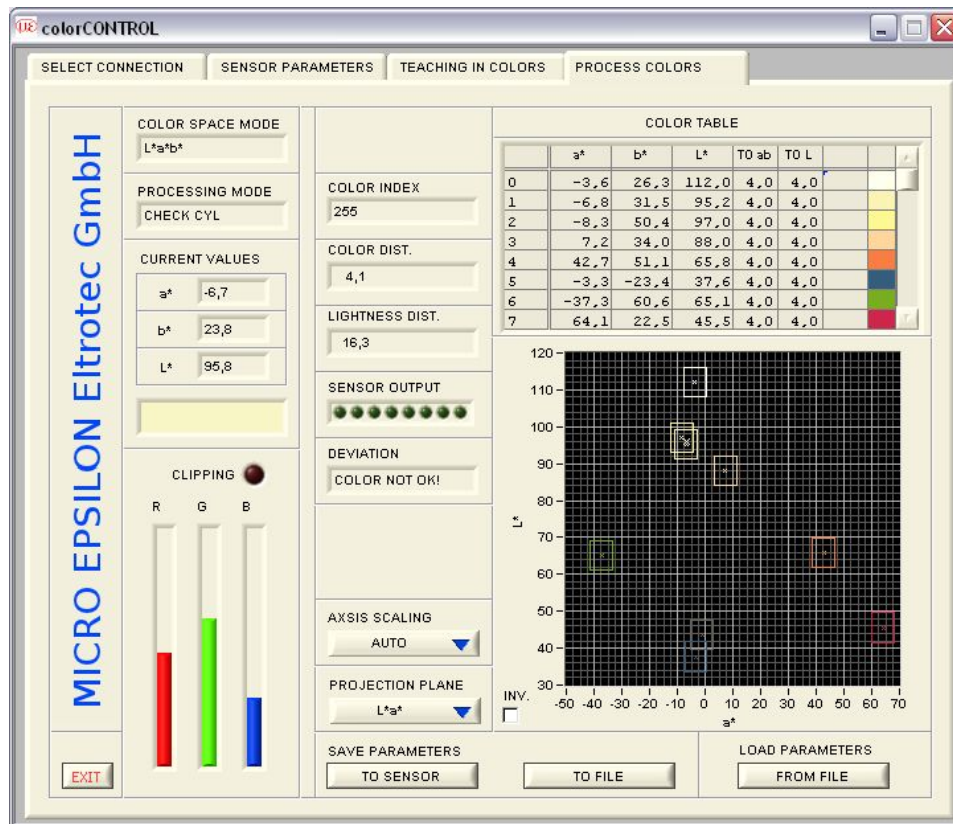 colorCONTROL
SELECT CONNECTION SENSOR PARAMETERS TEACHING IN COLORS PROCESS COLORS
MICRO EPSILON Eltrotec GmbH
COLOR SPACE MODE
L*a*b*
PROCESSING MODE
CHECK CYL
CURRENT VALUES
a* -6,7
b* 23,8
L* 95,8
CLIPPING
R G B
EXIT
COLOR INDEX
255
COLOR DIST.
4,1
LIGHTNESS DIST.
16,3
SENSOR OUTPUT
DEVIATION
COLOR NOT OK!
AXSIS SCALING
AUTO
PROJECTION PLANE
L*a*
COLOR TABLE
a* b* L* TO ab TO L
0 -3,6 26,3 112,0 4,0 4,0
1 -6,8 31,5 95,2 4,0 4,0
2 -8,3 50,4 97,0 4,0 4,0
3 7,2 34,0 88,0 4,0 4,0
4 42,7 51,1 65,8 4,0 4,0
5 -3,3 -23,4 37,6 4,0 4,0
6 -37,3 60,6 65,1 4,0 4,0
7 64,1 22,5 45,5 4,0 4,0
120
110
100
90
80
70
60
50
40
30
L*
-50 -40 -30 -20 -10 0 10 20 30 40 50 60 70
a*
INV.
SAVE PARAMETERS
TO SENSOR
TO FILE
LOAD PARAMETERS
FROM FILE